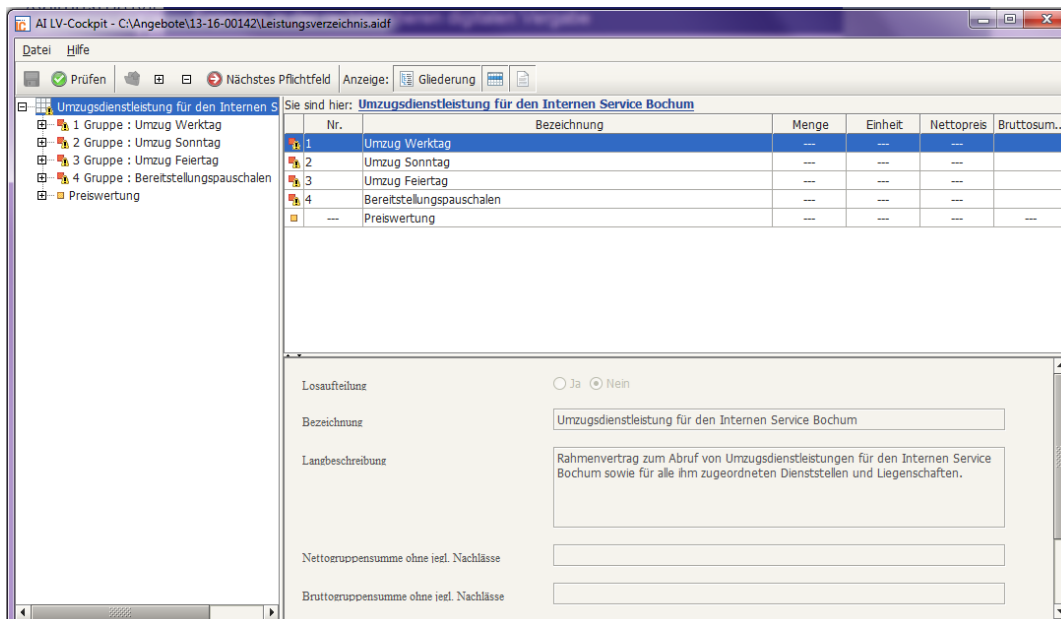 AI LV-Cockpit - C:\Angebote\13-16-00142\Leistungsverzeichnis.aidf
Datei Hilfe
Prüfen Nächstes Pflichtfeld Anzeige: Gliederung
Umzugsdienstleistung für den Internen S
1 Gruppe : Umzug Werktag
2 Gruppe : Umzug Sonntag
3 Gruppe : Umzug Feiertag
4 Gruppe : Bereitstellungspauschalen
Preiswertung
Sie sind hier: Umzugsdienstleistung für den Internen Service Bochum
Nr. Bezeichnung Menge Einheit Nettopreis Bruttosum...
1 Umzug Werktag --- --- ---
2 Umzug Sonntag --- --- ---
3 Umzug Feiertag --- --- ---
4 Bereitstellungspauschalen --- --- ---
--- Preiswertung --- --- --- ---
Losaufteilung Ja Nein
Bezeichnung Umzugsdienstleistung für den Internen Service Bochum
Langbeschreibung Rahmenvertrag zum Abruf von Umzugsdienstleistungen für den Internen Service
Bochum sowie für alle ihm zugeordneten Dienststellen und Liegenschaften.
Nettogruppensumme ohne jegl. Nachlässe
Bruttogruppensumme ohne jegl. Nachlässe